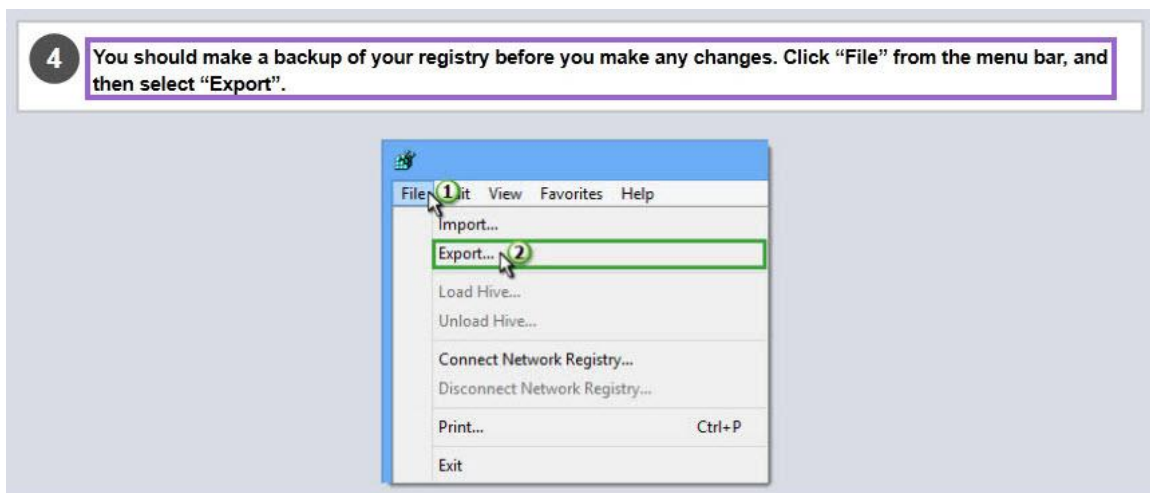 4
You should make a backup of your registry before you make any changes. Click “File” from the menu bar, and
then select “Export”.
File 1 it View Favorites Help
Import...
Export... 2
Load Hive...
Unload Hive...
Connect Network Registry...
Disconnect Network Registry...
Print... Ctrl+P
Exit